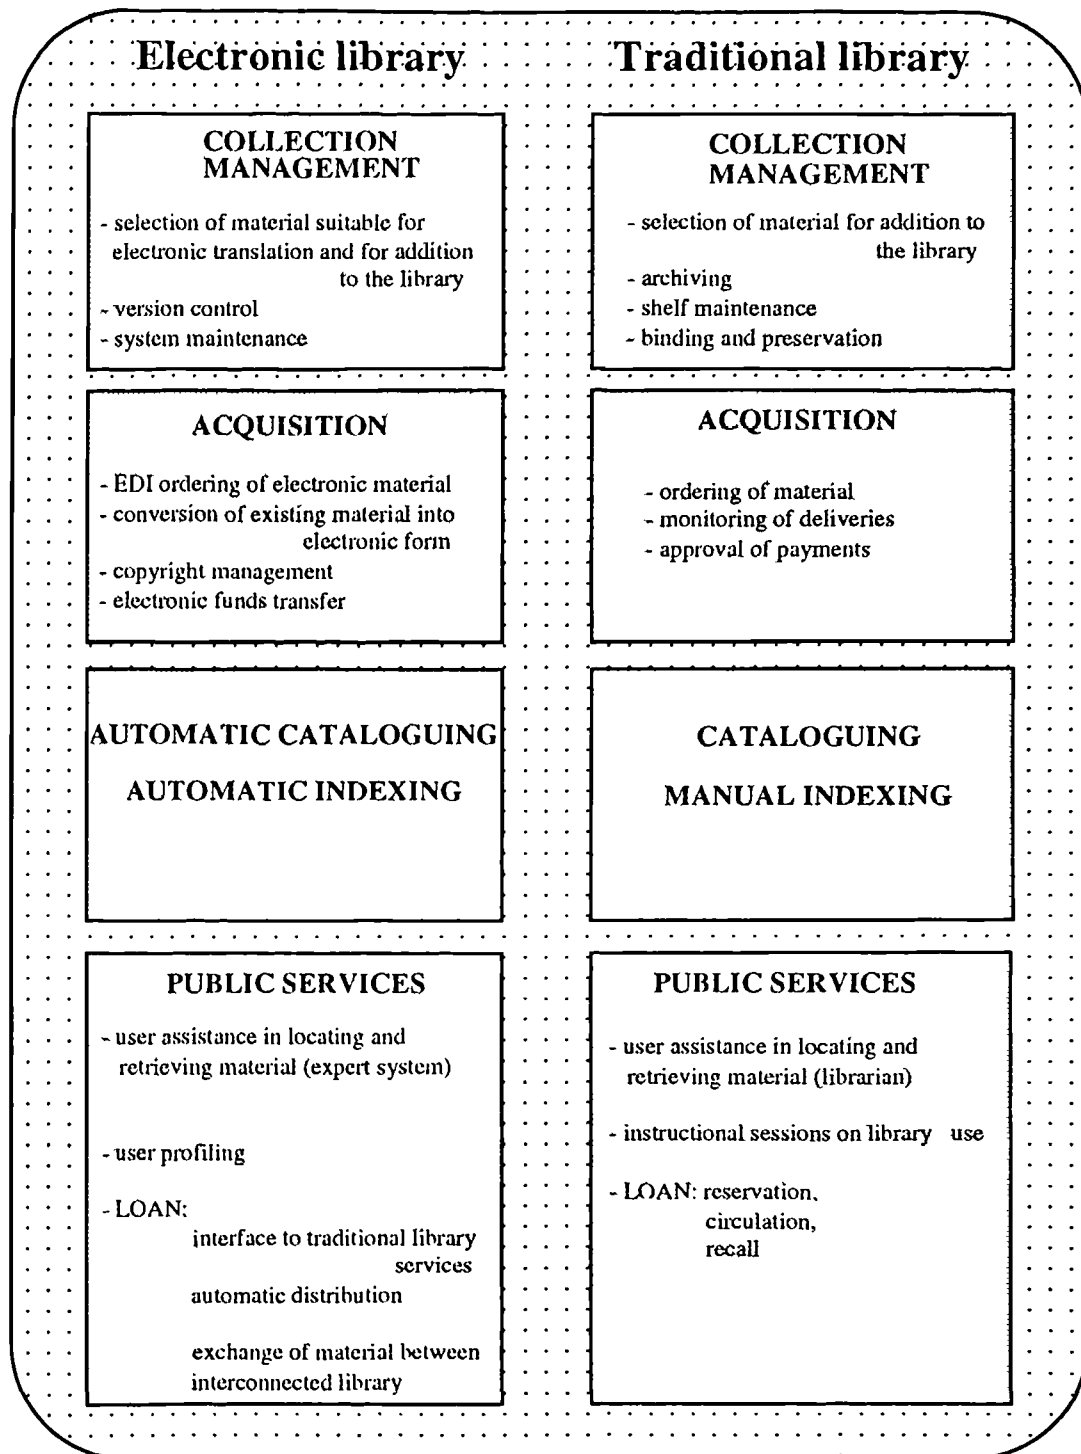 Electronic library
COLLECTION
MANAGEMENT
- selection of material suitable for
electronic translation and for addition
to the library
- version control
- system maintenance
ACQUISITION
- EDI ordering of electronic material
- conversion of existing material into
electronic form
- copyright management
- electronic funds transfer
AUTOMATIC CATALOGUING
AUTOMATIC INDEXING
PUBLIC SERVICES
- user assistance in locating and
retrieving material (expert system)
- user profiling
- LOAN:
interface to traditional library
services
automatic distribution
exchange of material between
interconnected library
Traditional library
COLLECTION
MANAGEMENT
- selection of material for addition to
the library
- archiving
- shelf maintenance
- binding and preservation
ACQUISITION
- ordering of material
- monitoring of deliveries
- approval of payments
CATALOGUING
MANUAL INDEXING
PUBLIC SERVICES
- user assistance in locating and
retrieving material (librarian)
- instructional sessions on library use
- LOAN: reservation,
circulation,
recall